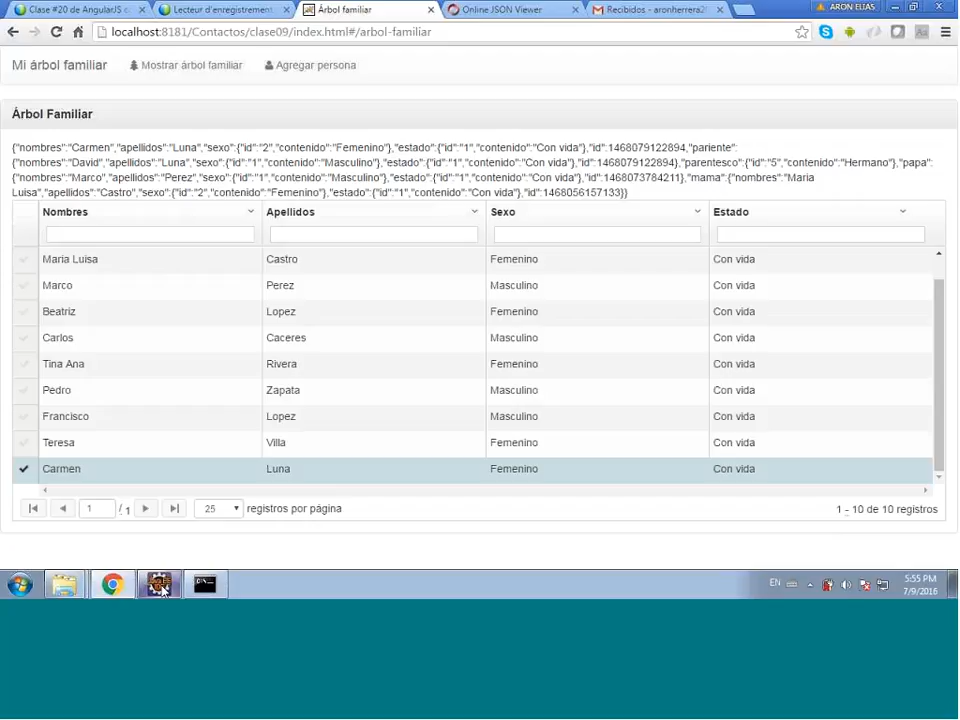 Clase #20 de AngularJS d
Lecteur d'enregistrement
Árbol familiar
Online JSON Viewer
Recibidos - aronherrera2
ARON ELIAS
localhost:8181/Contactos/clase09/index.html#/arbol-familiar
Mi árbol familiar
Mostrar árbol familiar
Agregar persona
Árbol Familiar
{"nombres":"Carmen","apellidos":"Luna","sexo":{"id":"2","contenido":"Femenino"},"estado":{"id":"1","contenido":"Con vida"},"id":1468079122894,"pariente":
{"nombres":"David","apellidos":"Luna","sexo":{"id":"1","contenido":"Masculino"},"estado":{"id":"1","contenido":"Con vida"},"id":1468079122894},"parentesco":{"id":"5","contenido":"Hermano"},"papa":
{"nombres":"Marco","apellidos":"Perez","sexo":{"id":"1","contenido":"Masculino"},"estado":{"id":"1","contenido":"Con vida"},"id":1468073784211},"mama":{"nombres":"Maria
Luisa","apellidos":"Castro","sexo":{"id":"2","contenido":"Femenino"},"estado":{"id":"1","contenido":"Con vida"},"id":1468056157133}}
Nombres Apellidos Sexo Estado
Maria Luisa Castro Femenino Con vida
Marco Perez Masculino Con vida
Beatriz Lopez Femenino Con vida
Carlos Caceres Masculino Con vida
Tina Ana Rivera Femenino Con vida
Pedro Zapata Masculino Con vida
Francisco Lopez Masculino Con vida
Teresa Villa Femenino Con vida
Carmen Luna Femenino Con vida
1 / 1 25 registros por página 1 - 10 de 10 registros
EN
5:55 PM
7/9/2016